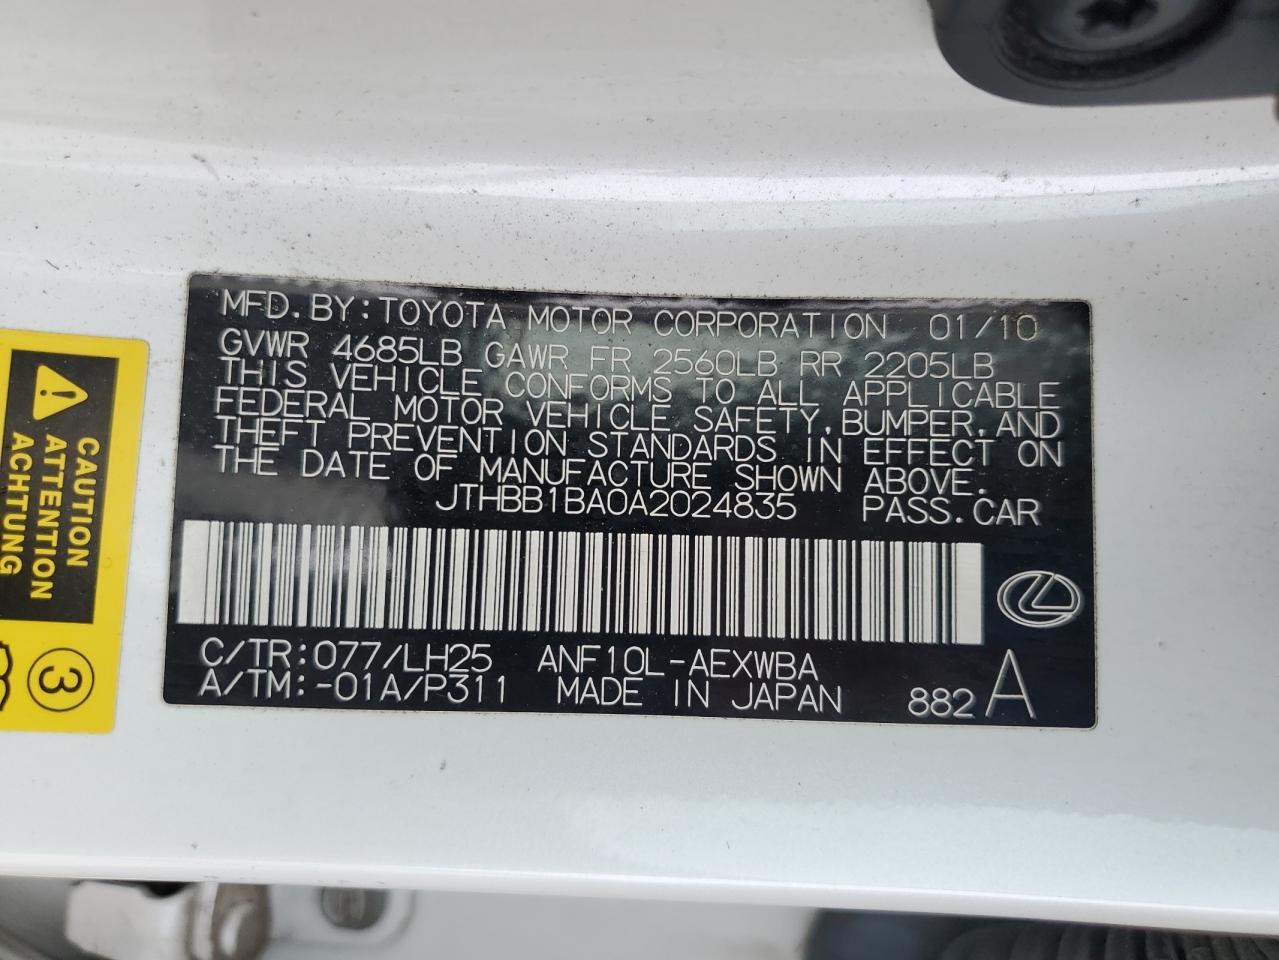 MFD.BY:TOYOTA MOTOR CORPORATION 01/10
GVWR 4685LB GAWR FR 2560LB RR 2205LB
THIS VEHICLE CONFORMS TO ALL APPLICABLE
FEDERAL MOTOR VEHICLE SAFETY,BUMPER,AND
THEFT PREVENTION STANDARDS IN EFFECT ON
THE DATE OF MANUFACTURE SHOWN ABOVE.
JTHBB1BA0A2024835 PASS.CAR
C/TR:077/LH25 ANF10L-AEXWBA
A/TM:-01A/P311 MADE IN JAPAN 882 A
CAUTION
ATTENTION
ACHTUNG
3